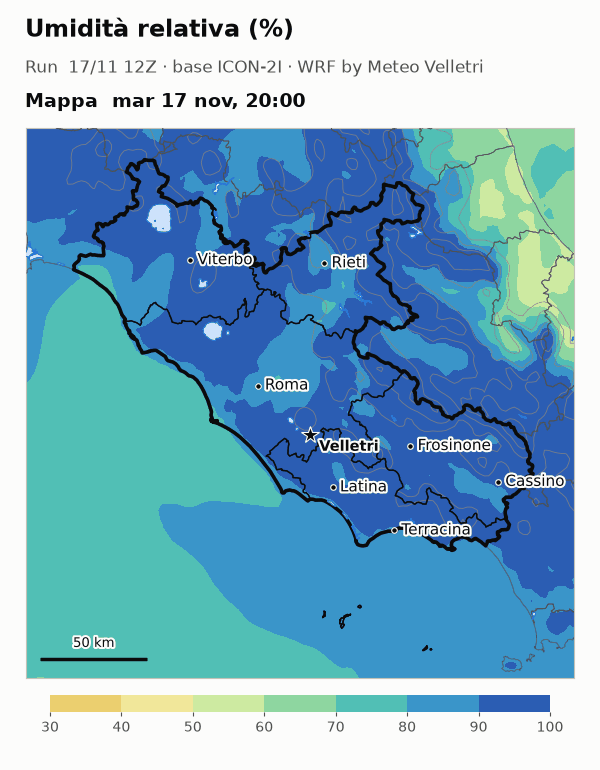 Umidità relativa (%)
Run  17/11 12Z · base ICON-2I · WRF by Meteo Velletri
Mappa  mar 17 nov, 20:00
Viterbo
Rieti
Roma
Velletri
Frosinone
Cassino
Latina
Terracina
50 km
30 40 50 60 70 80 90 100